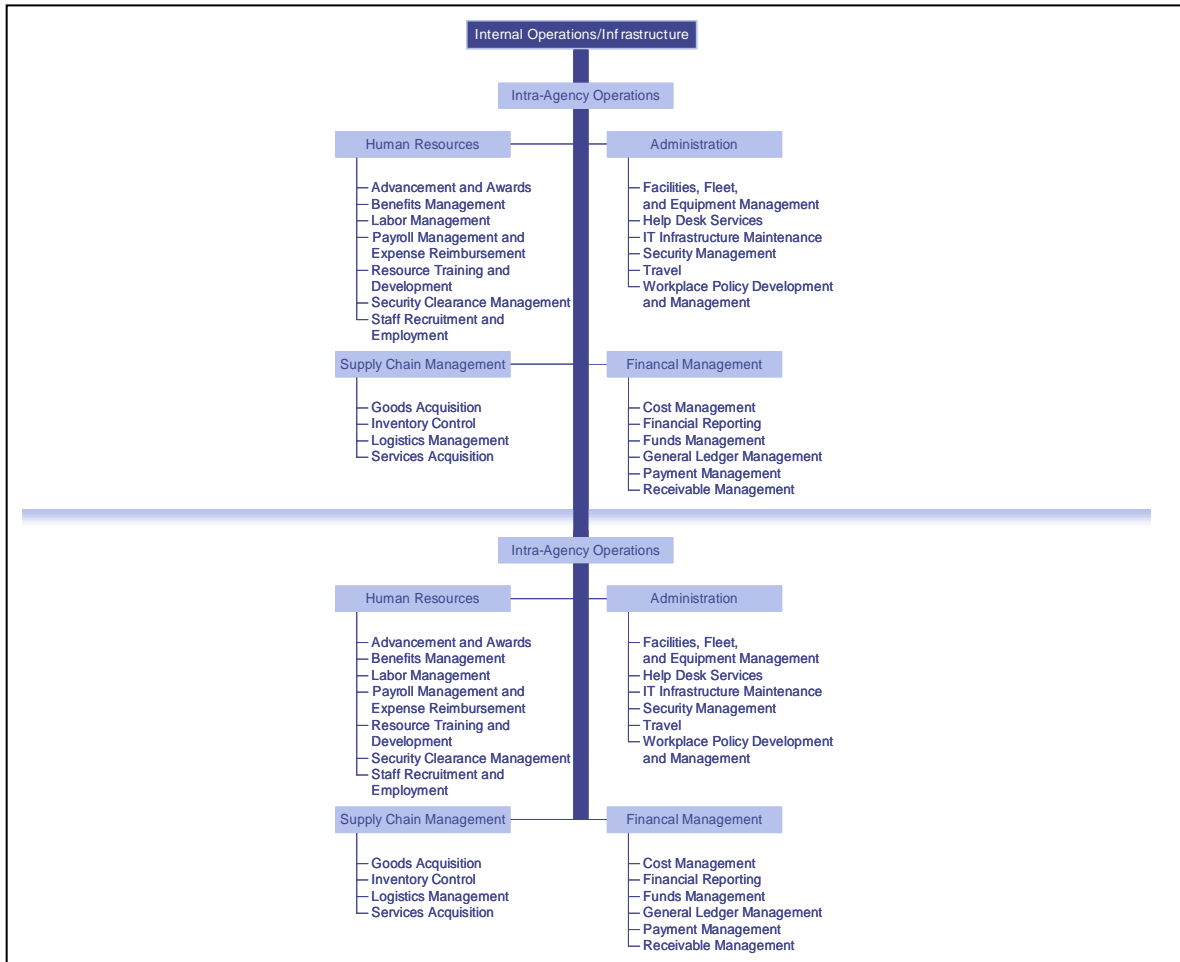 Internal Operations/Infrastructure
Intra-Agency Operations
Human Resources
Advancement and Awards
Benefits Management
Labor Management
Payroll Management and
Expense Reimbursement
Resource Training and
Development
Security Clearance Management
Staff Recruitment and
Employment
Administration
Facilities, Fleet,
and Equipment Management
Help Desk Services
IT Infrastructure Maintenance
Security Management
Travel
Workplace Policy Development
and Management
Supply Chain Management
Goods Acquisition
Inventory Control
Logistics Management
Services Acquisition
Financal Management
Cost Management
Financial Reporting
Funds Management
General Ledger Management
Payment Management
Receivable Management
Intra-Agency Operations
Human Resources
Advancement and Awards
Benefits Management
Labor Management
Payroll Management and
Expense Reimbursement
Resource Training and
Development
Security Clearance Management
Staff Recruitment and
Employment
Administration
Facilities, Fleet,
and Equipment Management
Help Desk Services
IT Infrastructure Maintenance
Security Management
Travel
Workplace Policy Development
and Management
Supply Chain Management
Goods Acquisition
Inventory Control
Logistics Management
Services Acquisition
Financal Management
Cost Management
Financial Reporting
Funds Management
General Ledger Management
Payment Management
Receivable Management